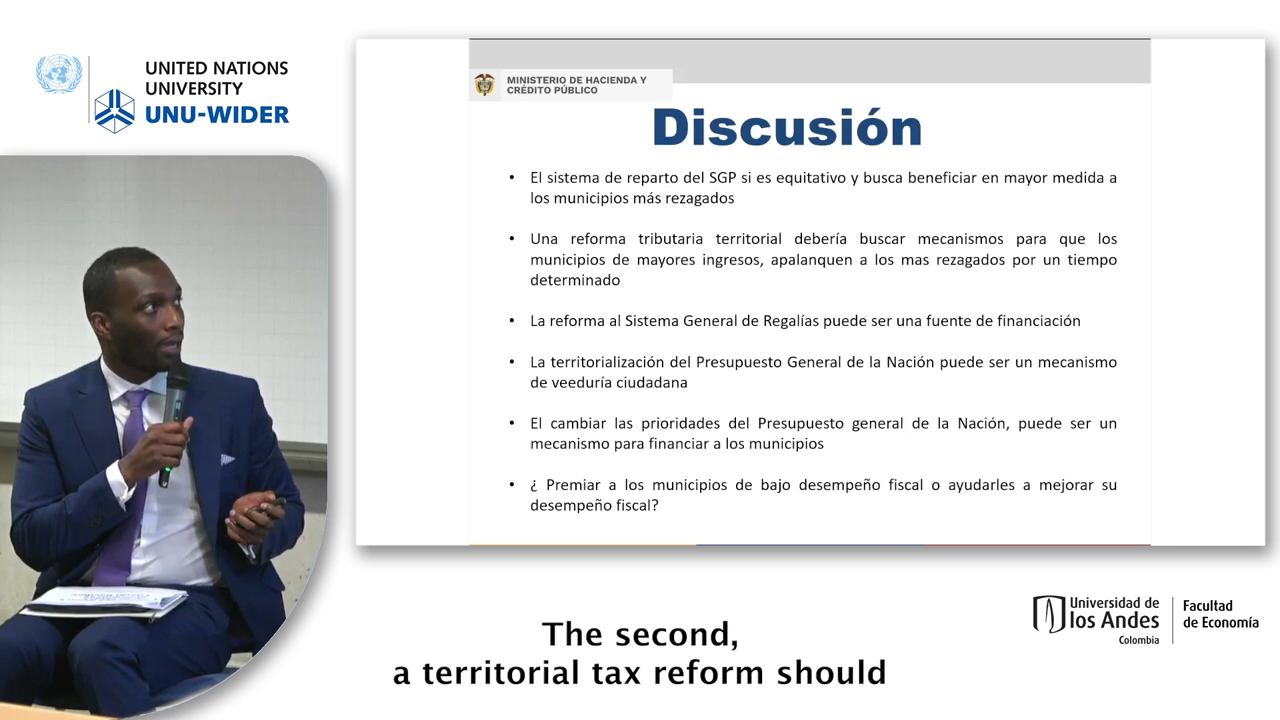 UNITED NATIONS
UNIVERSITY
UNU-WIDER
MINISTERIO DE HACIENDA Y
CRÉDITO PÚBLICO
Discusión
• El sistema de reparto del SGP si es equitativo y busca beneficiar en mayor medida a
los municipios más rezagados
• Una reforma tributaria territorial debería buscar mecanismos para que los
municipios de mayores ingresos, apalanquen a los mas rezagados por un tiempo
determinado
• La reforma al Sistema General de Regalías puede ser una fuente de financiación
• La territorialización del Presupuesto General de la Nación puede ser un mecanismo
de veeduría ciudadana
• El cambiar las prioridades del Presupuesto general de la Nación, puede ser un
mecanismo para financiar a los municipios
• ¿ Premiar a los municipios de bajo desempeño fiscal o ayudarles a mejorar su
desempeño fiscal?
The second,
a territorial tax reform should
Universidad de
los Andes
Colombia
Facultad
de Economía